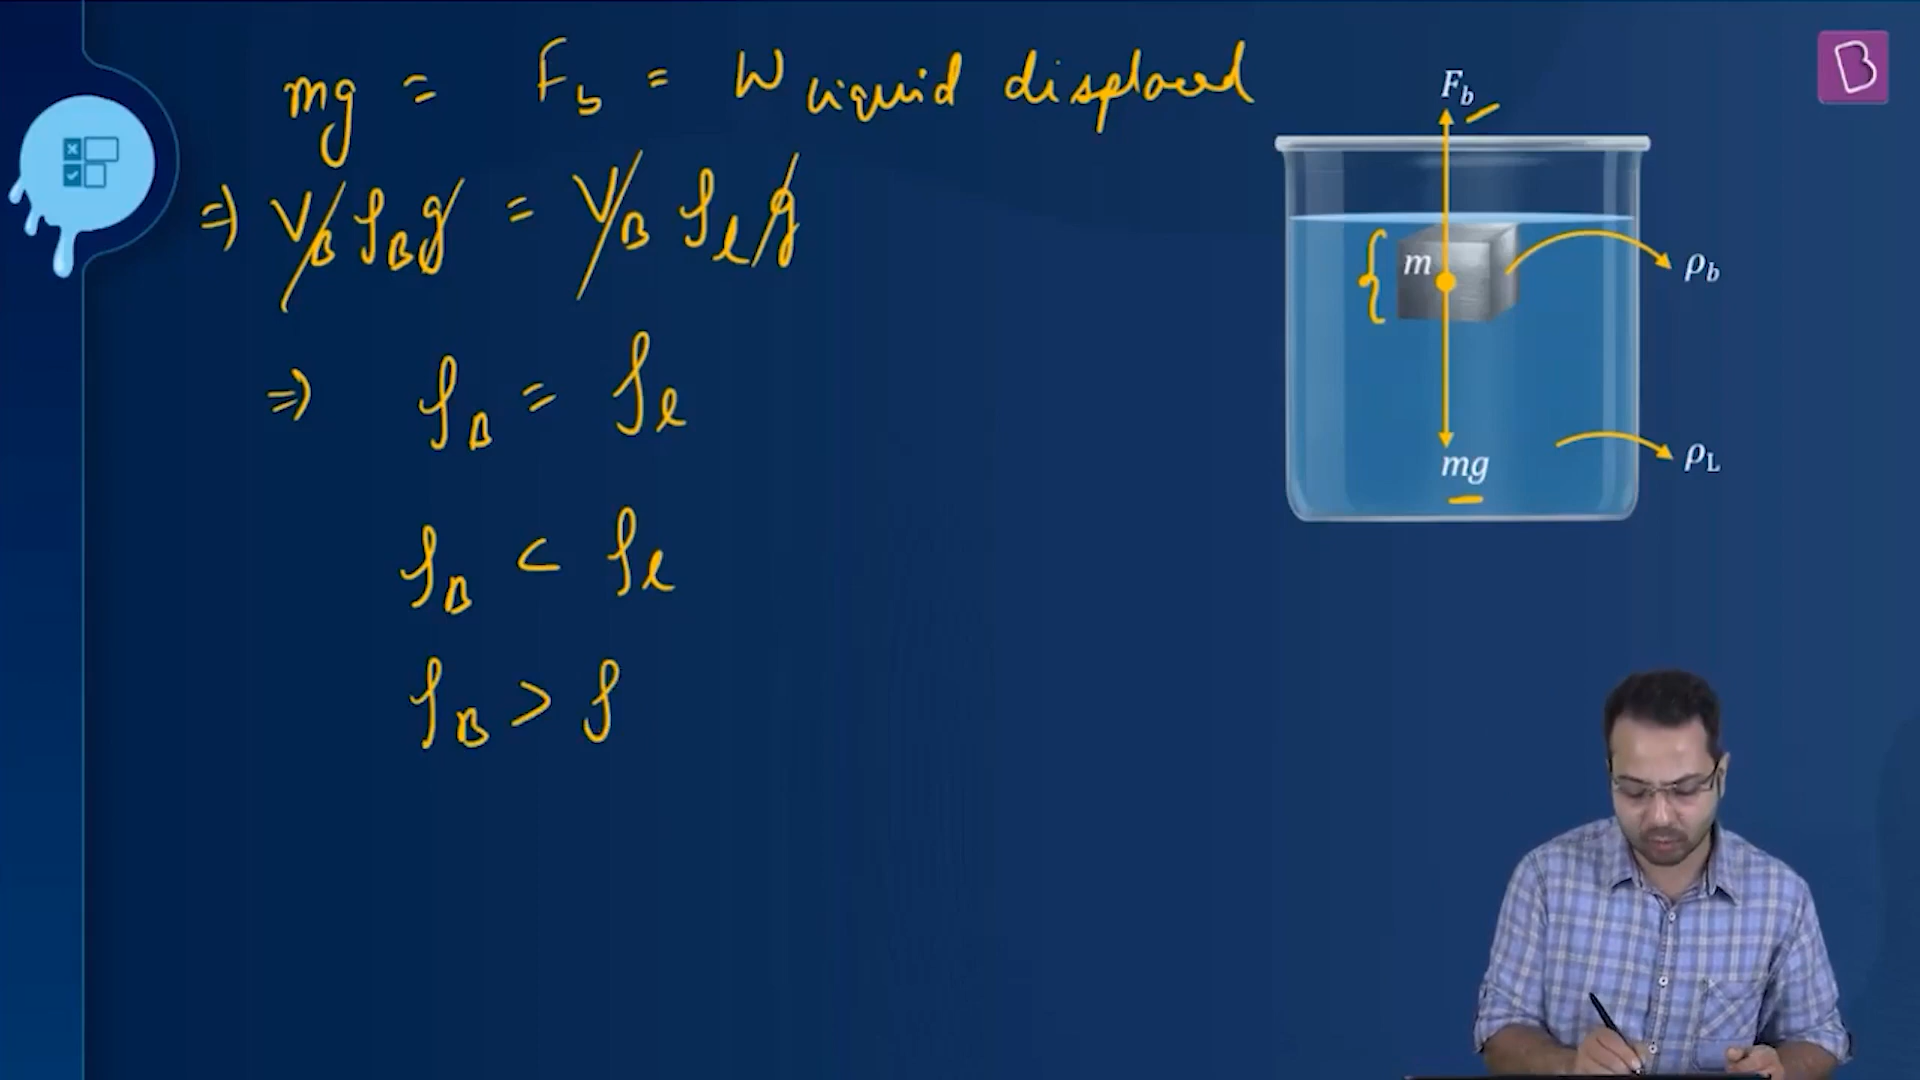 mg = F_b = W liquid displaced
⇒ V_B ρ_B g = V_B ρ_l g
⇒ ρ_B = ρ_l
ρ_B < ρ_l
ρ_B > ρ
F_b
m
ρ_b
mg
ρ_L
B